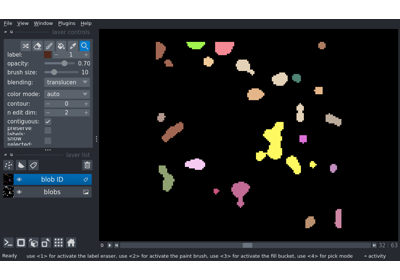 File View Window Plugins Help
layer controls
label: 1
opacity: 0.70
brush size: 10
blending: translucen
color mode: auto
contour: 0
n edit dim: 2
contiguous:
preserve labels:
show selected:
layer list
blob ID
blobs
32 63
Ready use <1> for activate the label eraser, use <2> for activate the paint brush, use <3> for activate the fill bucket, use <4> for pick mode activity